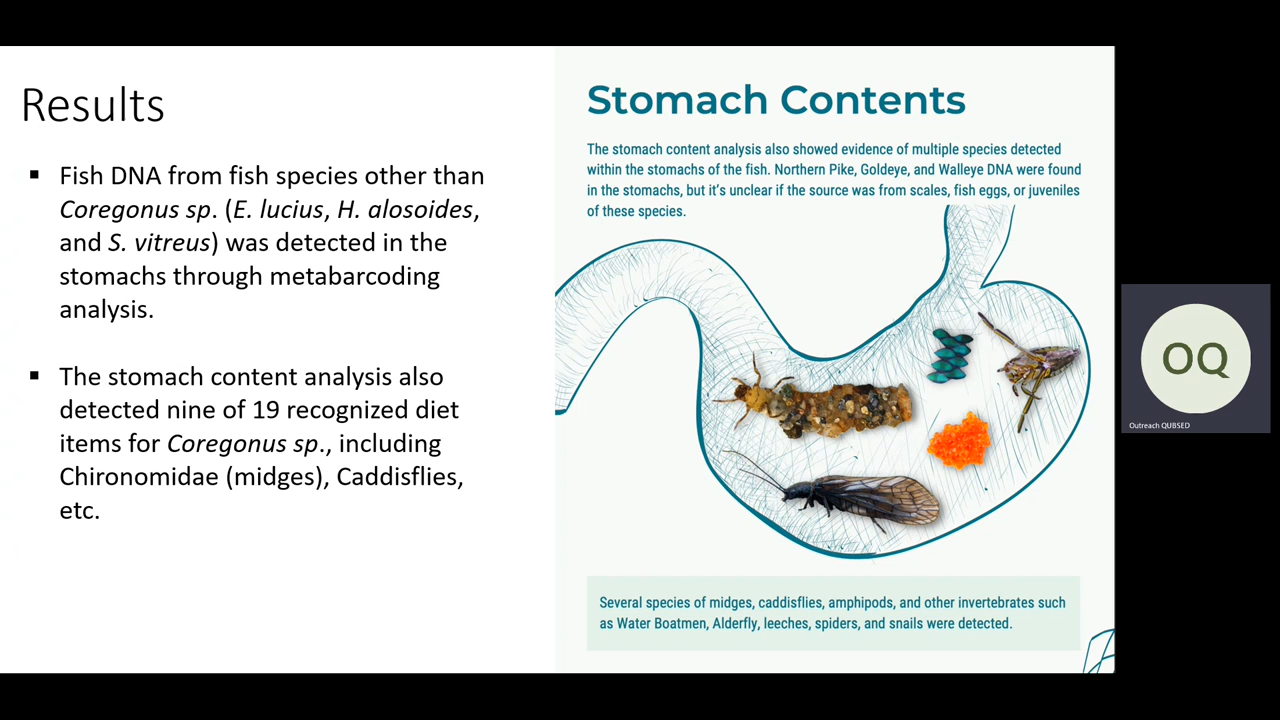 Results
▪ Fish DNA from fish species other than
Coregonus sp. (E. lucius, H. alosoides,
and S. vitreus) was detected in the
stomachs through metabarcoding
analysis.
▪ The stomach content analysis also
detected nine of 19 recognized diet
items for Coregonus sp., including
Chironomidae (midges), Caddisflies,
etc.
Stomach Contents
The stomach content analysis also showed evidence of multiple species detected
within the stomachs of the fish. Northern Pike, Goldeye, and Walleye DNA were found
in the stomachs, but it's unclear if the source was from scales, fish eggs, or juveniles
of these species.
Several species of midges, caddisflies, amphipods, and other invertebrates such
as Water Boatmen, Alderfly, leeches, spiders, and snails were detected.
OQ
Outreach QUBSED